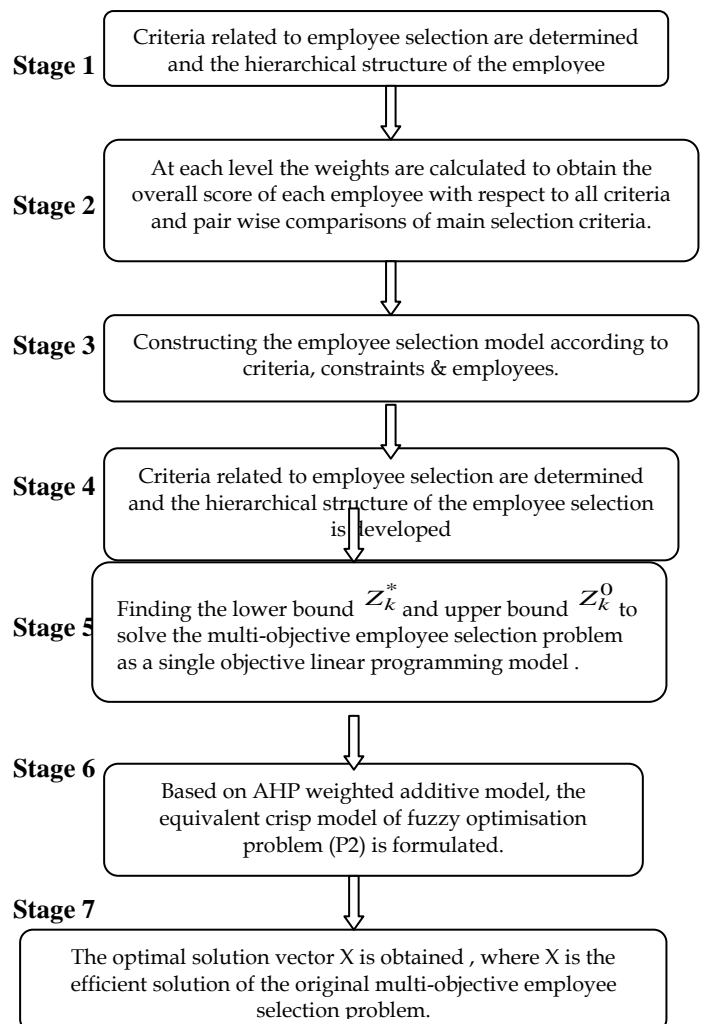 Stage 1
Criteria related to employee selection are determined
and the hierarchical structure of the employee
Stage 2
At each level the weights are calculated to obtain the
overall score of each employee with respect to all criteria
and pair wise comparisons of main selection criteria.
Stage 3
Constructing the employee selection model according to
criteria, constraints & employees.
Stage 4
Criteria related to employee selection are determined
and the hierarchical structure of the employee selection
is developed
Stage 5
Finding the lower bound Z_k^* and upper bound Z_k^0 to
solve the multi-objective employee selection problem
as a single objective linear programming model .
Stage 6
Based on AHP weighted additive model, the
equivalent crisp model of fuzzy optimisation
problem (P2) is formulated.
Stage 7
The optimal solution vector X is obtained , where X is the
efficient solution of the original multi-objective employee
selection problem.